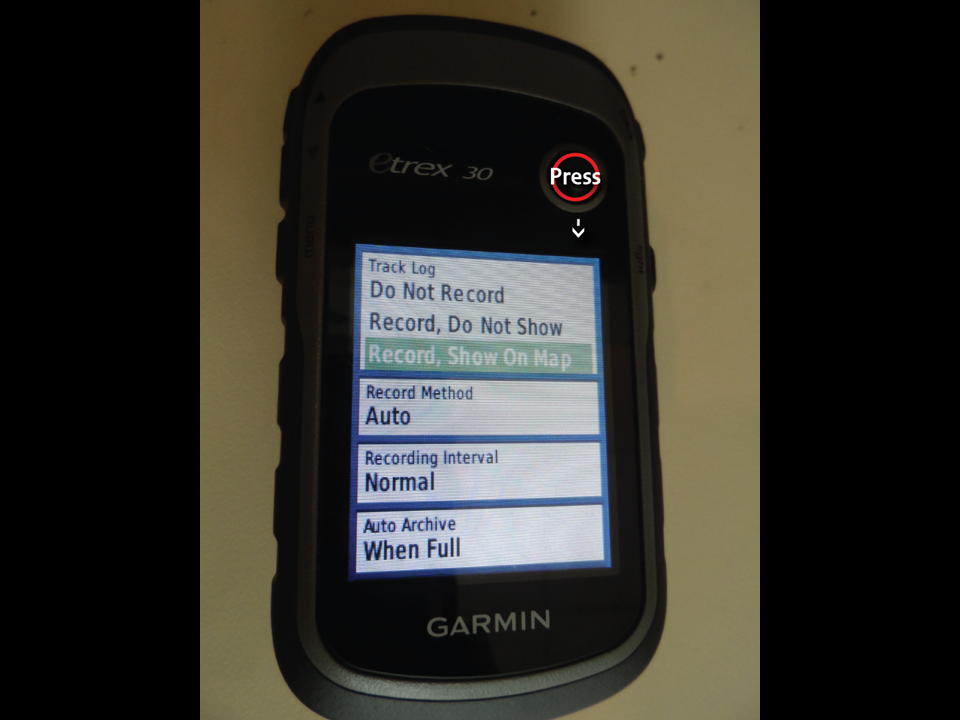 etrex 30
Press
Track Log
Do Not Record
Record, Do Not Show
Record, Show On Map
Record Method
Auto
Recording Interval
Normal
Auto Archive
When Full
GARMIN